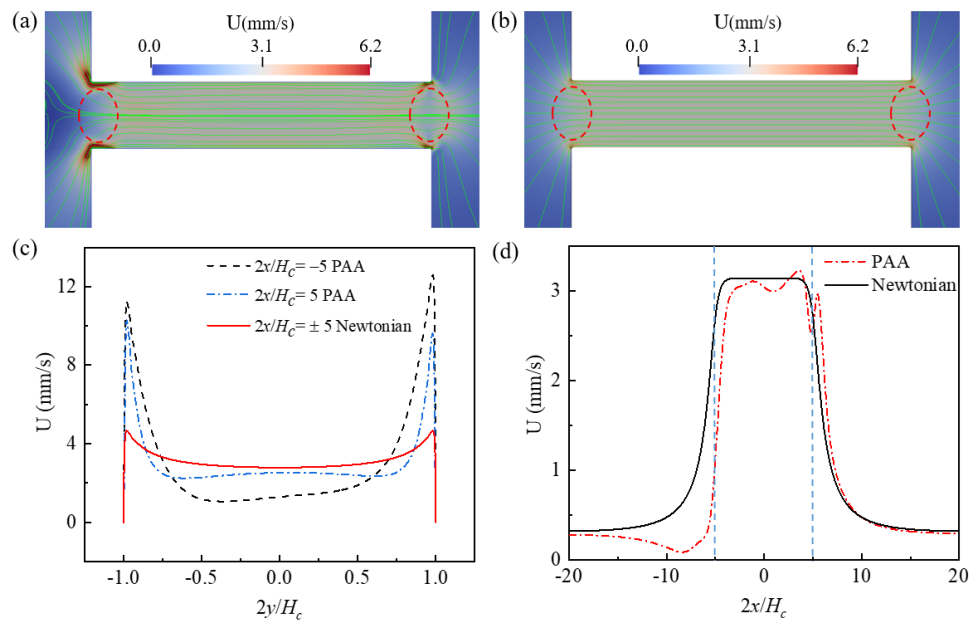 (a)
U(mm/s)
0.0 3.1 6.2
(b)
U(mm/s)
0.0 3.1 6.2
(c)
2x/Hc= −5 PAA
2x/Hc= 5 PAA
2x/Hc= ± 5 Newtonian
U (mm/s)
12
8
4
0
-1.0 -0.5 0.0 0.5 1.0
2y/Hc
(d)
PAA
Newtonian
U (mm/s)
3
2
1
0
-20 -10 0 10 20
2x/Hc